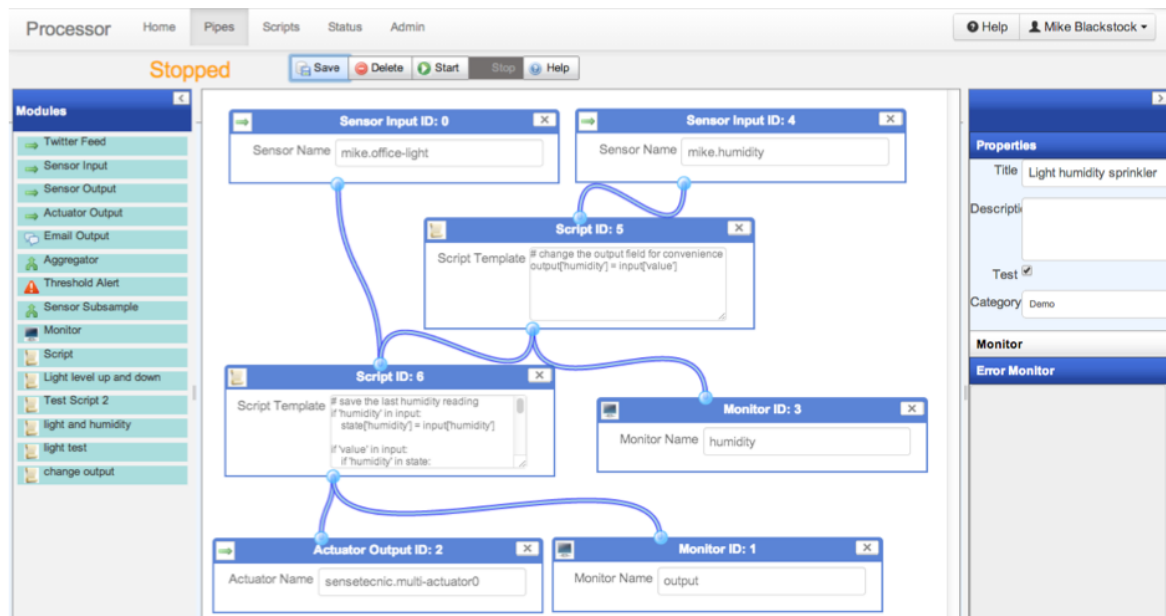 Processor Home Pipes Scripts Status Admin Help Mike Blackstock
Stopped Save Delete Start Stop Help
Modules
Twitter Feed
Sensor Input
Sensor Output
Actuator Output
Email Output
Aggregator
Threshold Alert
Sensor Subsample
Monitor
Script
Light level up and down
Test Script 2
light and humidity
light test
change output
Sensor Input ID: 0
Sensor Name mike.office-light
Sensor Input ID: 4
Sensor Name mike.humidity
Script ID: 5
Script Template # change the output field for convenience
output['humidity'] = input['value']
Script ID: 6
Script Template # save the last humidity reading
if 'humidity' in input:
state['humidity'] = input['humidity']
if 'value' in input:
if 'humidity' in state:
Monitor ID: 3
Monitor Name humidity
Actuator Output ID: 2
Actuator Name sensetecnic.multi-actuator0
Monitor ID: 1
Monitor Name output
Properties
Title Light humidity sprinkler
Descripti
Test
Category Demo
Monitor
Error Monitor